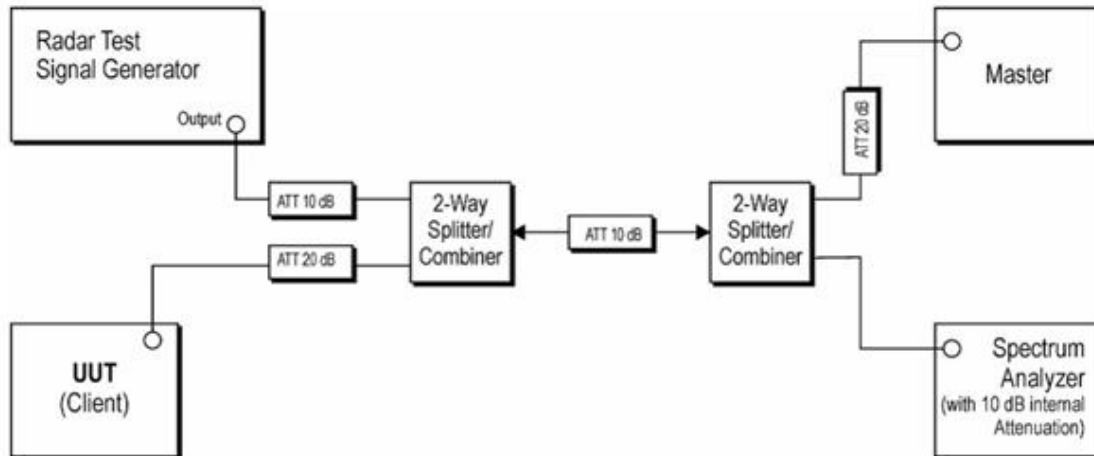 Radar Test
Signal Generator
Output
ATT 10 dB
ATT 20 dB
UUT
(Client)
2-Way
Splitter/
Combiner
ATT 10 dB
2-Way
Splitter/
Combiner
ATT 20 dB
Master
Spectrum
Analyzer
(with 10 dB internal
Attenuation)